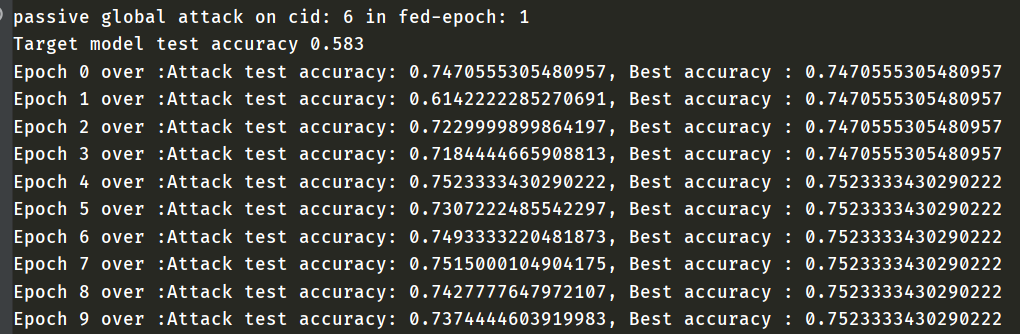 passive global attack on cid: 6 in fed-epoch: 1
Target model test accuracy 0.583
Epoch 0 over :Attack test accuracy: 0.7470555305480957, Best accuracy : 0.7470555305480957
Epoch 1 over :Attack test accuracy: 0.6142222285270691, Best accuracy : 0.7470555305480957
Epoch 2 over :Attack test accuracy: 0.7229999899864197, Best accuracy : 0.7470555305480957
Epoch 3 over :Attack test accuracy: 0.7184444665908813, Best accuracy : 0.7470555305480957
Epoch 4 over :Attack test accuracy: 0.7523333430290222, Best accuracy : 0.7523333430290222
Epoch 5 over :Attack test accuracy: 0.7307222485542297, Best accuracy : 0.7523333430290222
Epoch 6 over :Attack test accuracy: 0.7493333220481873, Best accuracy : 0.7523333430290222
Epoch 7 over :Attack test accuracy: 0.7515000104904175, Best accuracy : 0.7523333430290222
Epoch 8 over :Attack test accuracy: 0.7427777647972107, Best accuracy : 0.7523333430290222
Epoch 9 over :Attack test accuracy: 0.7374444603919983, Best accuracy : 0.7523333430290222